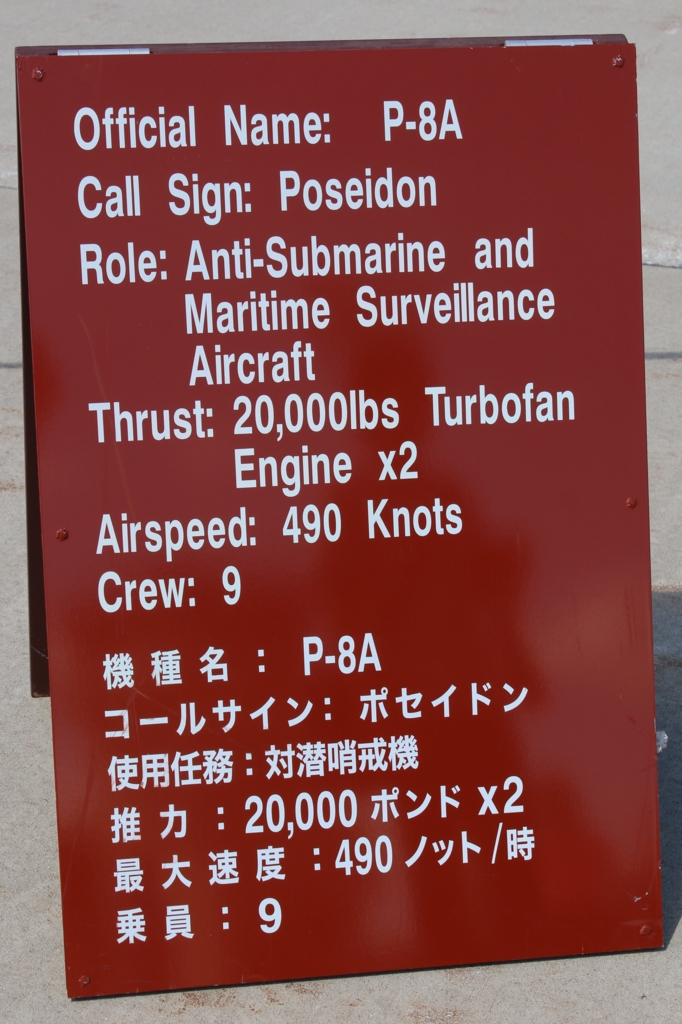 Official Name: P-8A
Call Sign: Poseidon
Role: Anti-Submarine and
Maritime Surveillance
Aircraft
Thrust: 20,000lbs Turbofan
Engine x2
Airspeed: 490 Knots
Crew: 9
機種名： P-8A
コールサイン： ポセイドン
使用任務：対潜哨戒機
推力：20,000 ポンド x2
最大速度：490 ノット/時
乗員：9